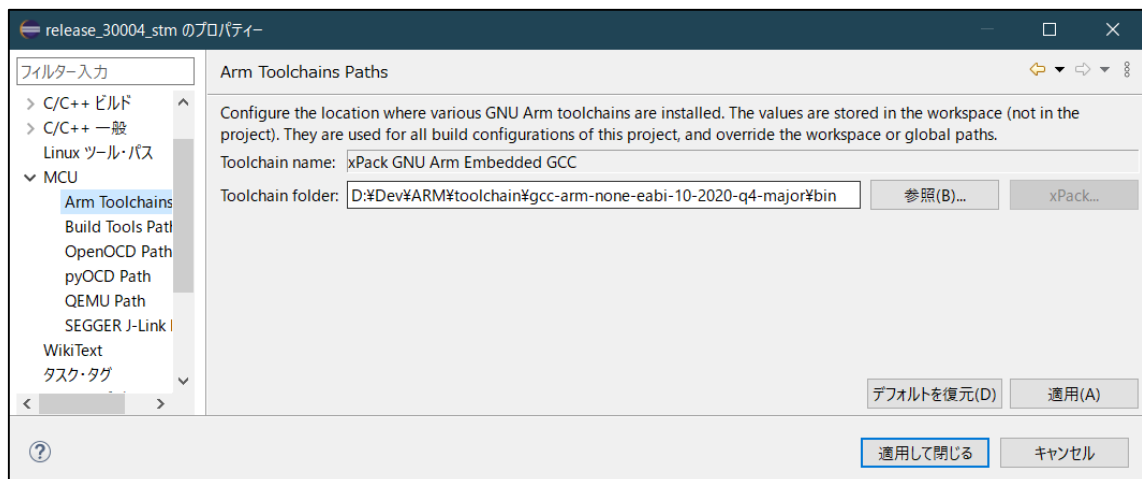 release_30004_stm のプロパティー
フィルター入力
C/C++ ビルド
C/C++ 一般
Linux ツール・パス
MCU
Arm Toolchains
Build Tools Path
OpenOCD Path
pyOCD Path
QEMU Path
SEGGER J-Link
WikiText
タスク・タグ
Arm Toolchains Paths
Configure the location where various GNU Arm toolchains are installed. The values are stored in the workspace (not in the
project). They are used for all build configurations of this project, and override the workspace or global paths.
Toolchain name: xPack GNU Arm Embedded GCC
Toolchain folder: D:¥Dev¥ARM¥toolchain¥gcc-arm-none-eabi-10-2020-q4-major¥bin 参照(B)... xPack...
デフォルトを復元(D) 適用(A)
適用して閉じる キャンセル